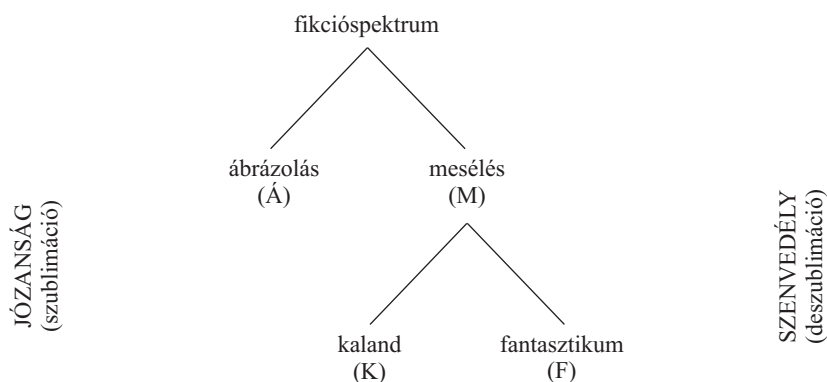 fikcióspektrum
ábrázolás
(Á)
mesélés
(M)
JÓZANSÁG
(szublimáció)
SZENVEDÉLY
(deszublimáció)
kaland
(K)
fantasztikum
(F)